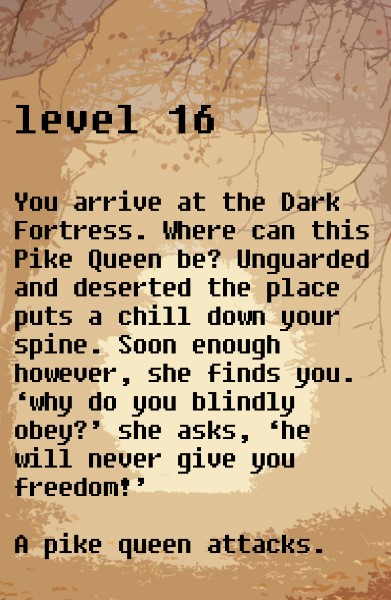 level 16
You arrive at the Dark
Fortress. Where can this
Pike Queen be? Unguarded
and deserted the place
puts a chill down your
spine. Soon enough
however, she finds you.
‘why do you blindly
obey?’ she asks, ‘he
will never give you
freedom!’
A pike queen attacks.